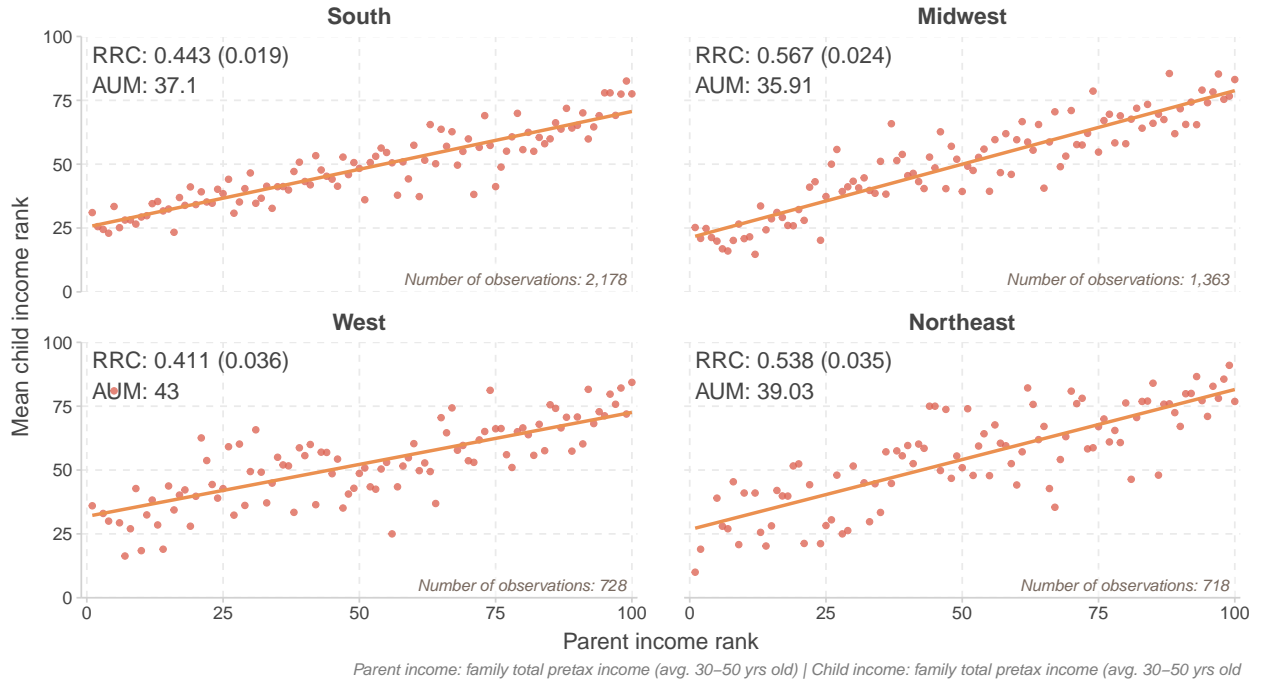 South
Midwest
100
75
50
25
0
RRC: 0.443 (0.019)
AUM: 37.1
Number of observations: 2,178
RRC: 0.567 (0.024)
AUM: 35.91
Number of observations: 1,363
West
Northeast
100
75
50
25
0
RRC: 0.411 (0.036)
AUM: 43
Number of observations: 728
RRC: 0.538 (0.035)
AUM: 39.03
Number of observations: 718
0 25 50 75 100
0 25 50 75 100
Mean child income rank
Parent income rank
Parent income: family total pretax income (avg. 30–50 yrs old) | Child income: family total pretax income (avg. 30–50 yrs old